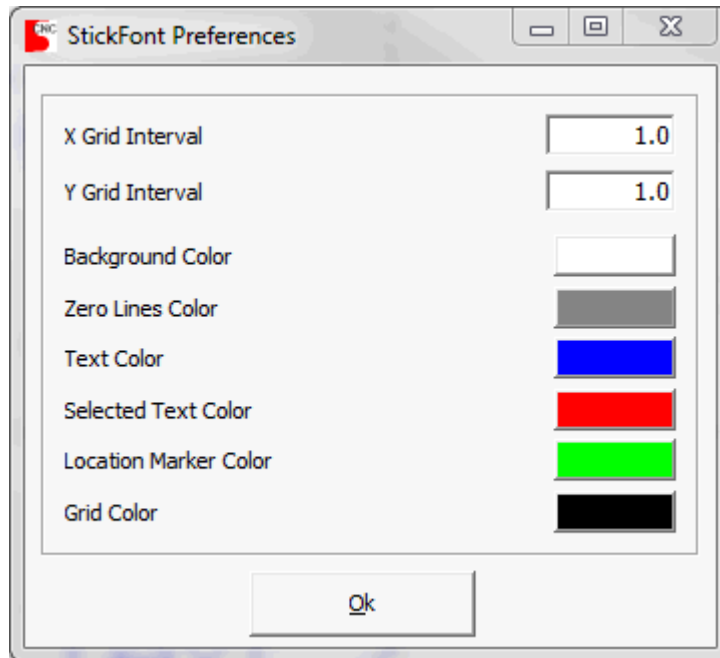 CNC
StickFont Preferences
X Grid Interval 1.0
Y Grid Interval 1.0
Background Color
Zero Lines Color
Text Color
Selected Text Color
Location Marker Color
Grid Color
Ok